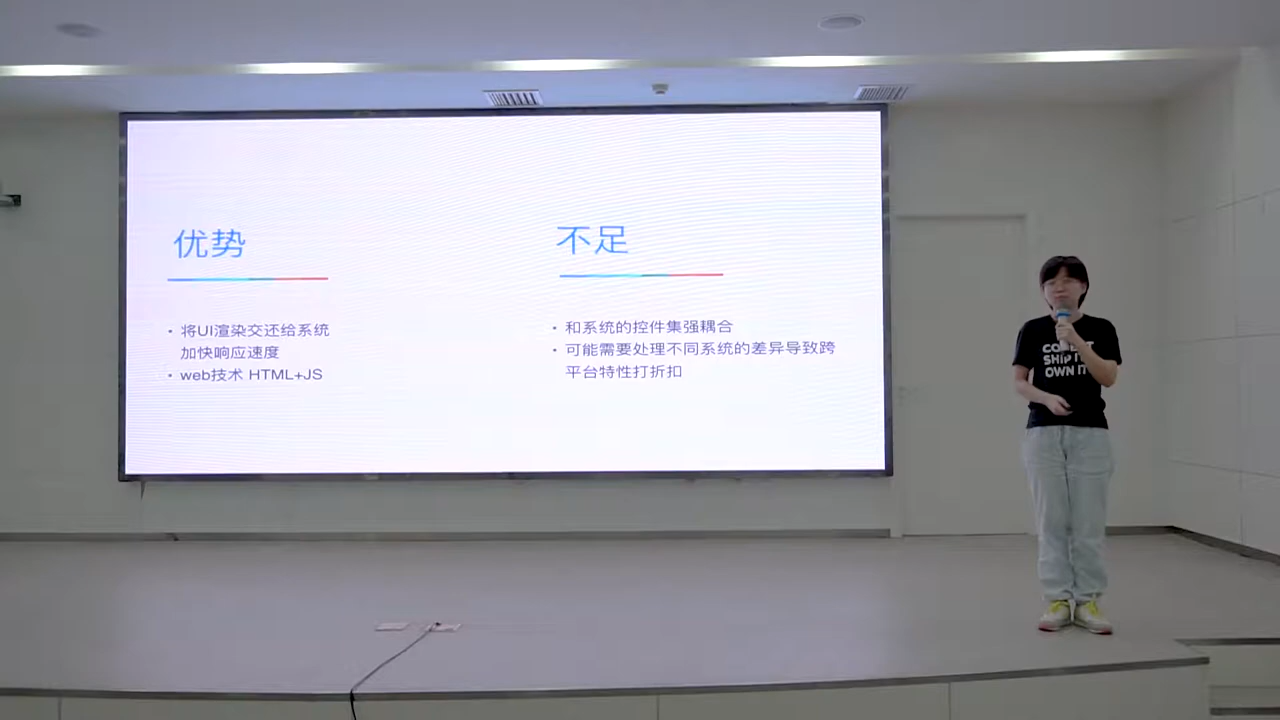 优势
• 将UI渲染交还给系统
加快响应速度
• web技术 HTML+JS
不足
• 和系统的控件集强耦合
• 可能需要处理不同系统的差异导致跨
平台特性打折扣
SHIP IT
OWN IT